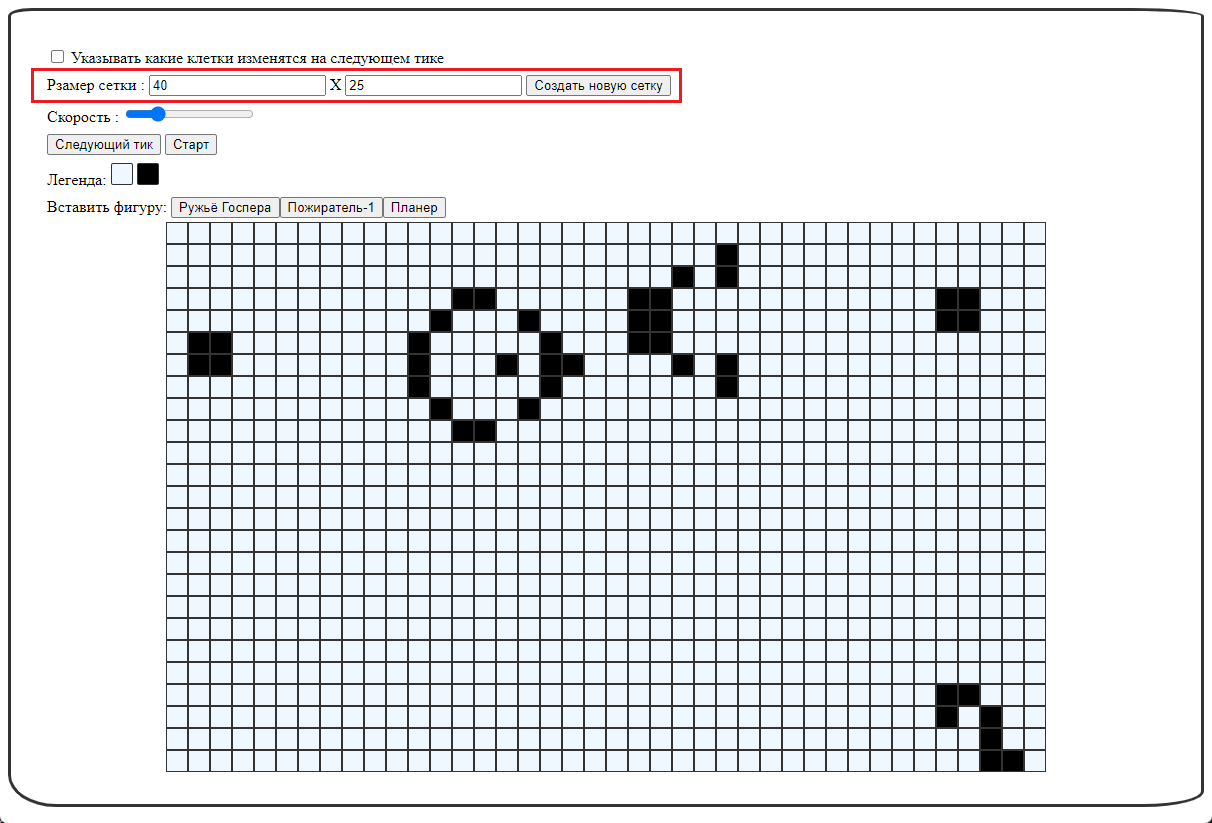 Указывать какие клетки изменятся на следующем тике
Рзамер сетки : 40 X 25 Создать новую сетку
Скорость :
Следующий тик Старт
Легенда:
Вставить фигуру: Ружьё Госпера Пожиратель-1 Планер